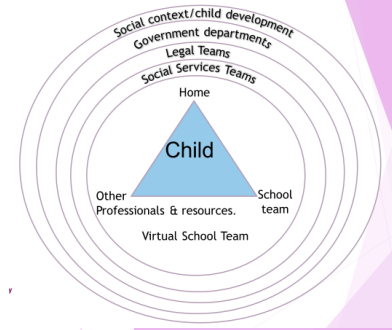 Social context/child development
Government departments
Legal Teams
Social Services Teams
Home
Child
Other
Professionals & resources.
School
team
Virtual School Team
y